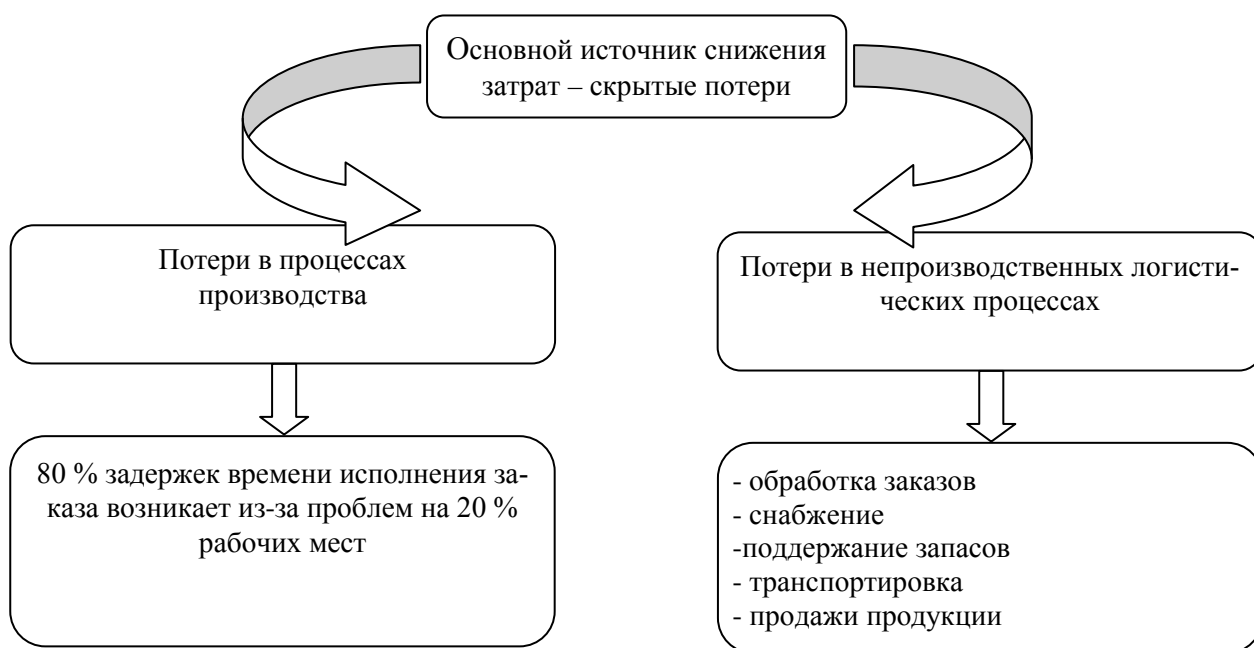 Основной источник снижения
затрат – скрытые потери
Потери в процессах
производства
Потери в непроизводственных логисти-
ческих процессах
80 % задержек времени исполнения за-
каза возникает из-за проблем на 20 %
рабочих мест
- обработка заказов
- снабжение
-поддержание запасов
- транспортировка
- продажи продукции